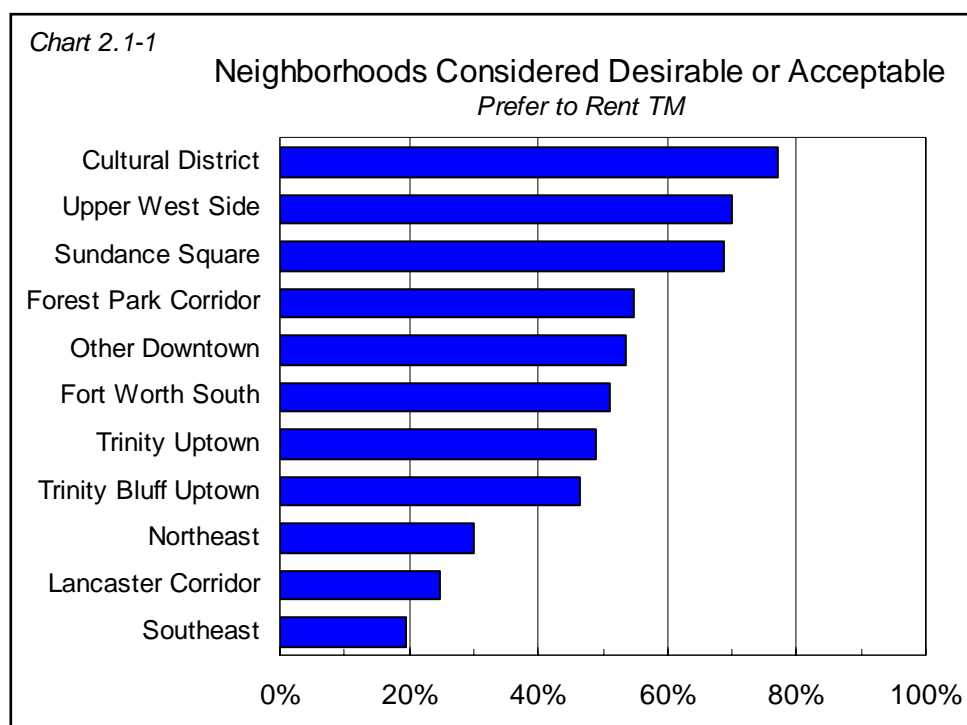 Chart 2.1-1
Neighborhoods Considered Desirable or Acceptable
Prefer to Rent TM
Cultural District
Upper West Side
Sundance Square
Forest Park Corridor
Other Downtown
Fort Worth South
Trinity Uptown
Trinity Bluff Uptown
Northeast
Lancaster Corridor
Southeast
0% 20% 40% 60% 80% 100%